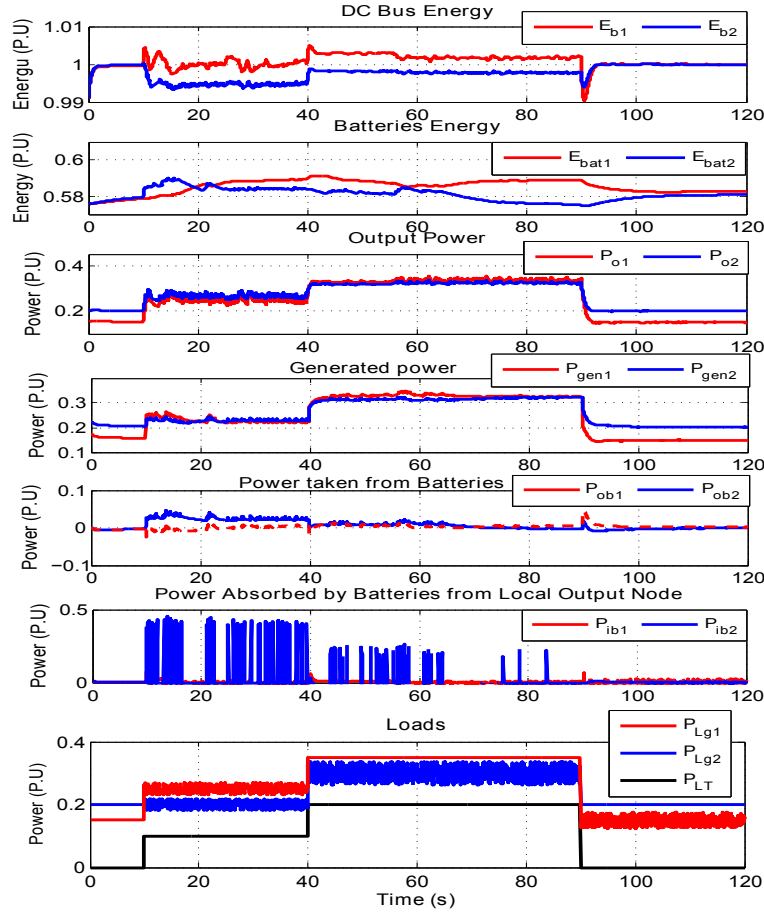 DC Bus Energy
1.01
1
0.99
Energu (P.U)
E_b1 E_b2
0 20 40 60 80 100 120
Batteries Energy
0.6
0.58
Energy (P.U)
E_bat1 E_bat2
0 20 40 60 80 100 120
Output Power
0.4
0.2
Power (P.U)
P_o1 P_o2
0 20 40 60 80 100 120
Generated power
0.3
0.2
0.1
Power (P.U)
P_gen1 P_gen2
0 20 40 60 80 100 120
Power taken from Batteries
0.1
0
−0.1
Power (P.U)
P_ob1 P_ob2
0 20 40 60 80 100 120
Power Absorbed by Batteries from Local Output Node
0.5
0
Power (P.U)
P_ib1 P_ib2
0 20 40 60 80 100 120
Loads
0.4
0.2
0
Power (P.U)
P_Lg1
P_Lg2
P_LT
0 20 40 60 80 100 120
Time (s)